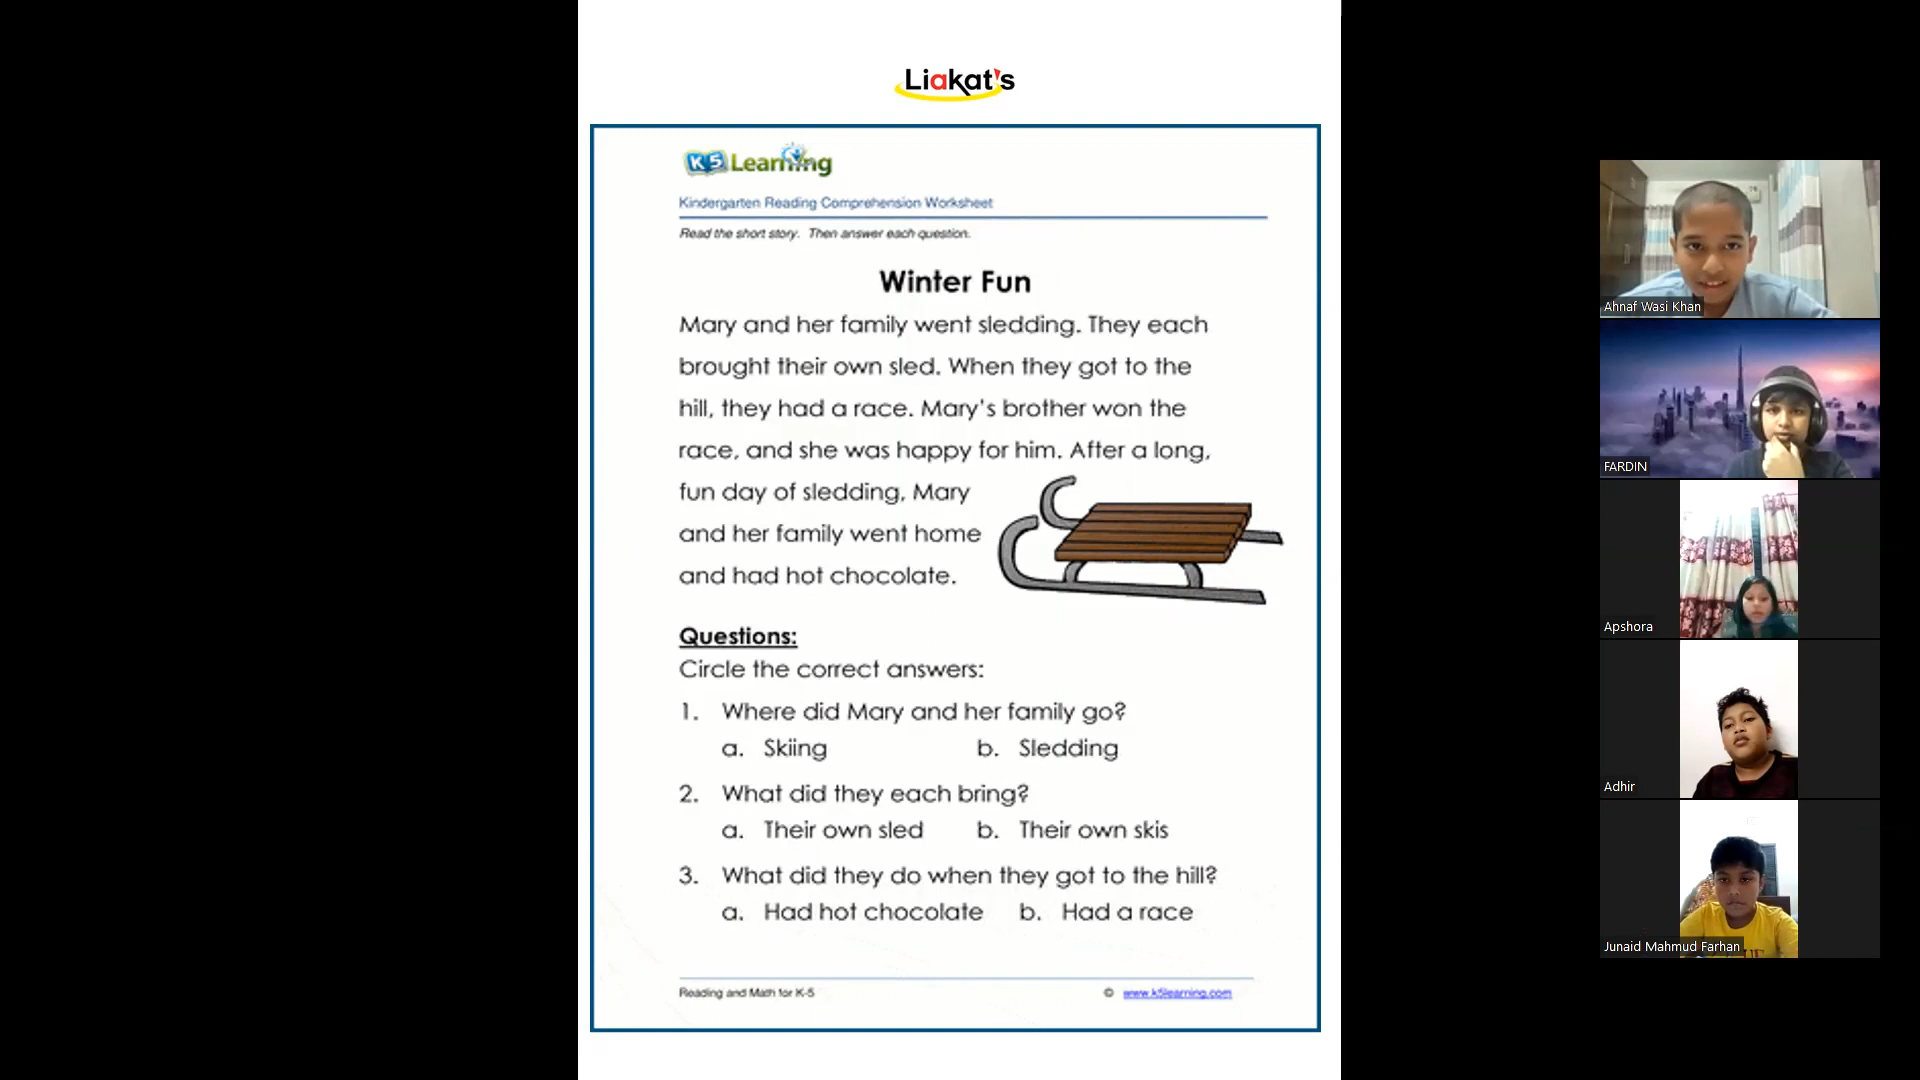 Liakat's
K5 Learning
Kindergarten Reading Comprehension Worksheet
Read the short story. Then answer each question.
Winter Fun
Mary and her family went sledding. They each
brought their own sled. When they got to the
hill, they had a race. Mary's brother won the
race, and she was happy for him. After a long,
fun day of sledding, Mary
and her family went home
and had hot chocolate.
Questions:
Circle the correct answers:
1. Where did Mary and her family go?
a. Skiing b. Sledding
2. What did they each bring?
a. Their own sled b. Their own skis
3. What did they do when they got to the hill?
a. Had hot chocolate b. Had a race
Reading and Math for K-5 © www.k5learning.com
Ahnaf Wasi Khan
FARDIN
Apshora
Adhir
Junaid Mahmud Farhan